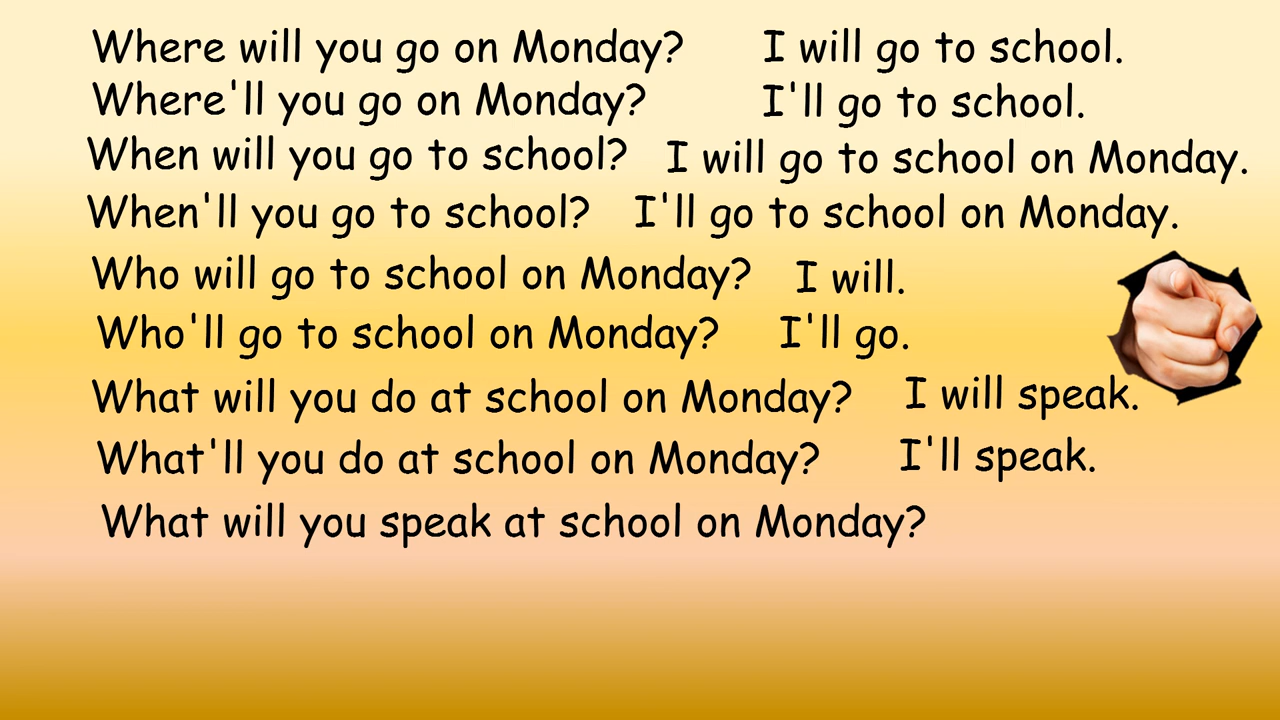 Where will you go on Monday? I will go to school.
Where'll you go on Monday? I'll go to school.
When will you go to school? I will go to school on Monday.
When'll you go to school? I'll go to school on Monday.
Who will go to school on Monday? I will.
Who'll go to school on Monday? I'll go.
What will you do at school on Monday? I will speak.
What'll you do at school on Monday? I'll speak.
What will you speak at school on Monday?